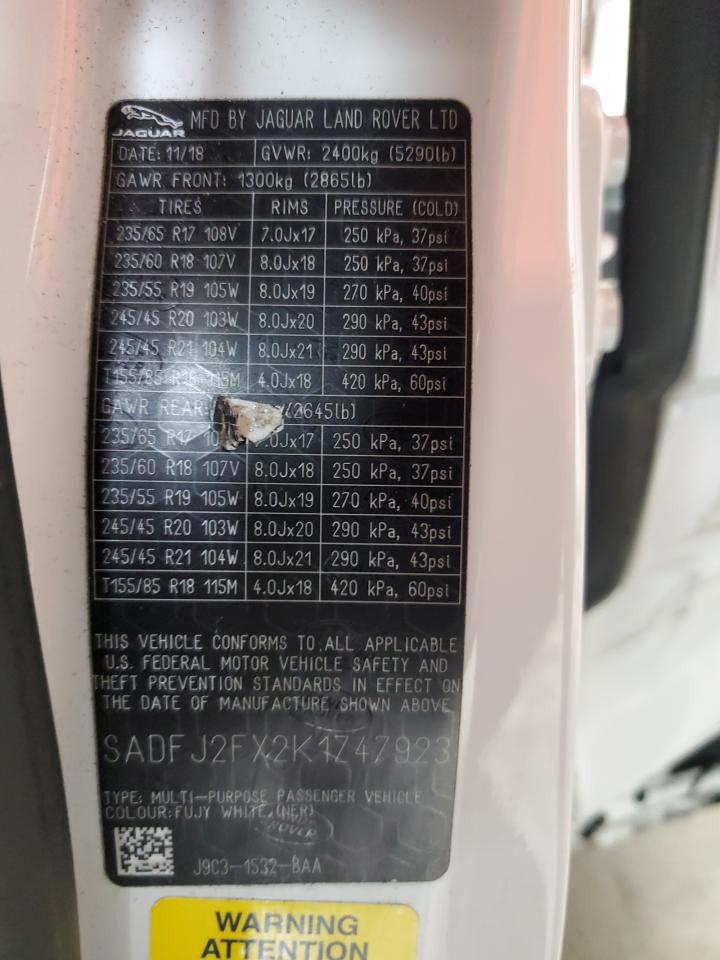 JAGUAR MFD BY JAGUAR LAND ROVER LTD
DATE: 11/18 GVWR: 2400kg (5290lb)
GAWR FRONT: 1300kg (2865lb)
TIRES RIMS PRESSURE (COLD)
235/65 R17 108V 7.0Jx17 250 kPa, 37psi
235/60 R18 107V 8.0Jx18 250 kPa, 37psi
235/55 R19 105W 8.0Jx19 270 kPa, 40psi
245/45 R20 103W 8.0Jx20 290 kPa, 43psi
245/45 R21 104W 8.0Jx21 290 kPa, 43psi
T155/85 R18 115M 4.0Jx18 420 kPa, 60psi
GAWR REAR: (2645lb)
235/65 R17 7.0Jx17 250 kPa, 37psi
235/60 R18 107V 8.0Jx18 250 kPa, 37psi
235/55 R19 105W 8.0Jx19 270 kPa, 40psi
245/45 R20 103W 8.0Jx20 290 kPa, 43psi
245/45 R21 104W 8.0Jx21 290 kPa, 43psi
T155/85 R18 115M 4.0Jx18 420 kPa, 60psi
THIS VEHICLE CONFORMS TO ALL APPLICABLE
U.S. FEDERAL MOTOR VEHICLE SAFETY AND
THEFT PREVENTION STANDARDS IN EFFECT ON
THE DATE OF MANUFACTURE SHOWN ABOVE
SADFJ2FX2K1Z47923
TYPE: MULTI-PURPOSE PASSENGER VEHICLE
COLOUR: FUJY WHITE (NER)
ROVER
J9C3-1532-BAA
WARNING
ATTENTION